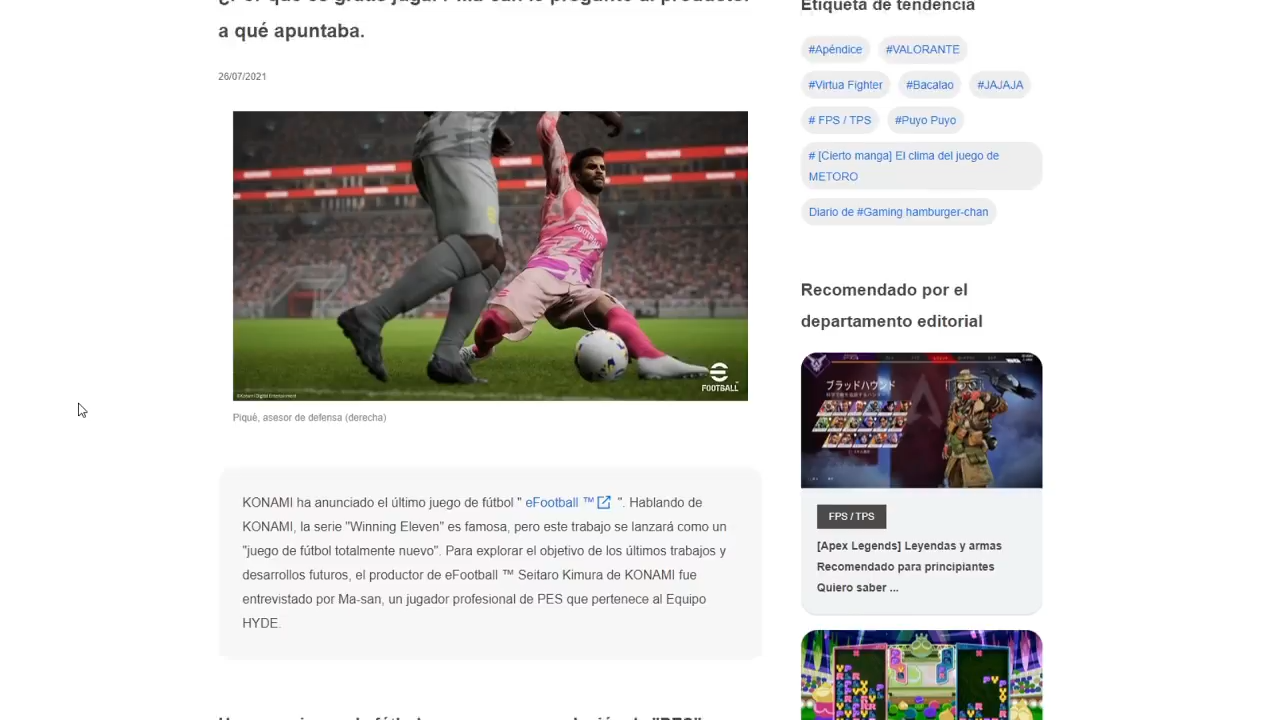 a qué apuntaba.
26/07/2021
FOOTBALL
Piqué, asesor de defensa (derecha)
KONAMI ha anunciado el último juego de fútbol " eFootball ™ ". Hablando de
KONAMI, la serie "Winning Eleven" es famosa, pero este trabajo se lanzará como un
"juego de fútbol totalmente nuevo". Para explorar el objetivo de los últimos trabajos y
desarrollos futuros, el productor de eFootball ™ Seitaro Kimura de KONAMI fue
entrevistado por Ma-san, un jugador profesional de PES que pertenece al Equipo
HYDE.
Etiqueta de tendencia
#Apéndice #VALORANTE
#Virtua Fighter #Bacalao #JAJAJA
# FPS / TPS #Puyo Puyo
# [Cierto manga] El clima del juego de
METORO
Diario de #Gaming hamburger-chan
Recomendado por el
departamento editorial
ブラッドハウンド
FPS / TPS
[Apex Legends] Leyendas y armas
Recomendado para principiantes
Quiero saber ...